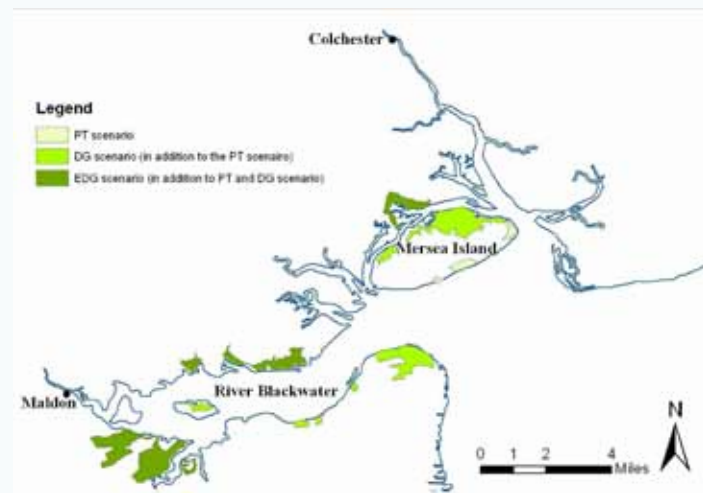 Colchester
Legend
PT scenario
DG scenario (in addition to the PT scenairo)
EDG scenario (in addition to PT and DG scenario)
Mersea Island
River Blackwater
Maldon
N
0 1 2 4
Miles